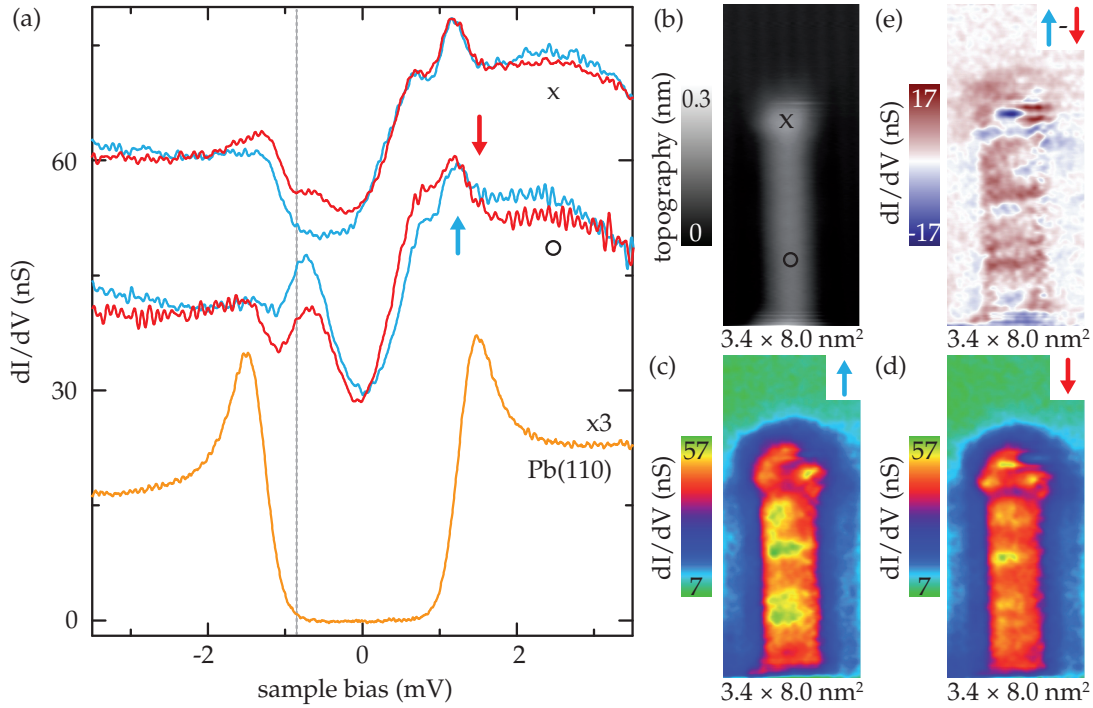 (a)
dI/dV (nS)
60
30
0
-2
0
2
sample bias (mV)
x
o
x3
Pb(110)
(b)
topography (nm)
0.3
0
x
o
3.4 × 8.0 nm²
(e)
↑-↓
dI/dV (nS)
17
-17
3.4 × 8.0 nm²
(c)
dI/dV (nS)
57
7
3.4 × 8.0 nm²
(d)
dI/dV (nS)
57
7
3.4 × 8.0 nm²